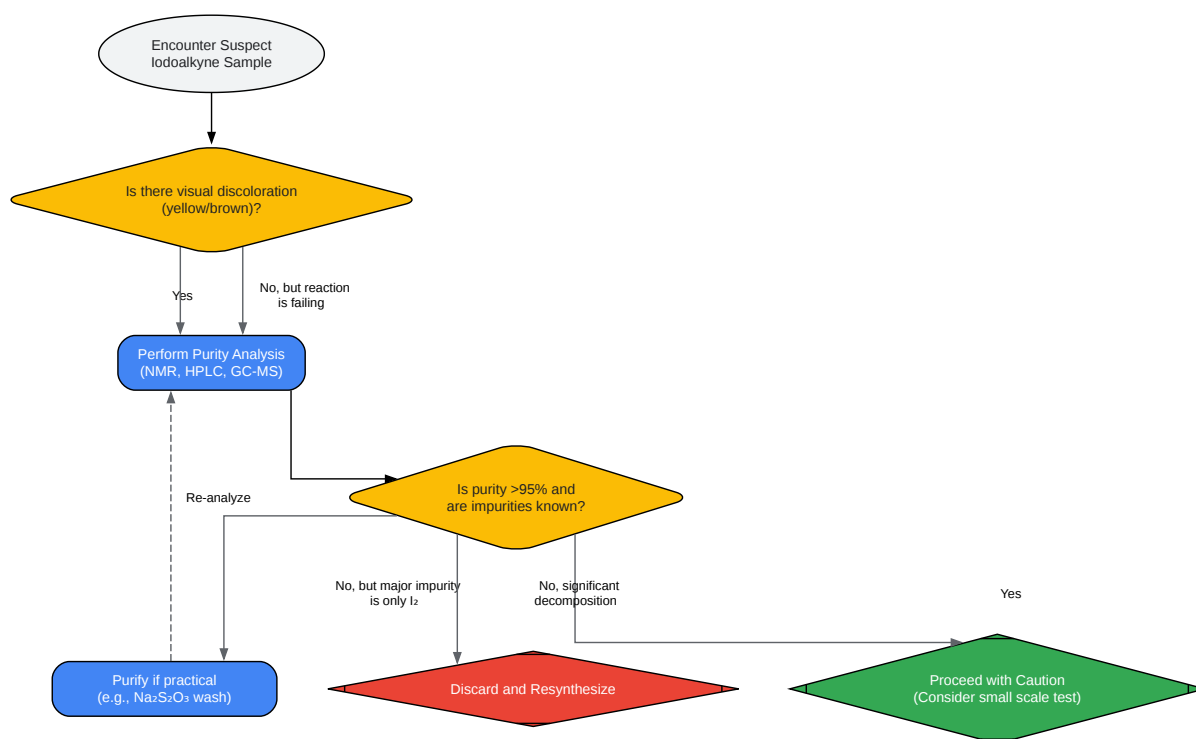 Encounter Suspect
Iodoalkyne Sample
Is there visual discoloration
(yellow/brown)?
Yes
No, but reaction
is failing
Perform Purity Analysis
(NMR, HPLC, GC-MS)
Is purity >95% and
are impurities known?
Re-analyze
No, but major impurity
is only I₂
No, significant
decomposition
Yes
Purify if practical
(e.g., Na₂S₂O₃ wash)
Discard and Resynthesize
Proceed with Caution
(Consider small scale test)